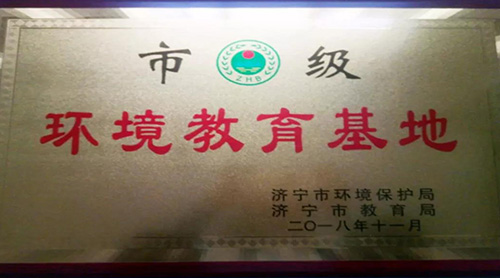 市 ZHB 级
环境教育基地
济宁市环境保护局
济宁市教育局
二〇一八年十一月